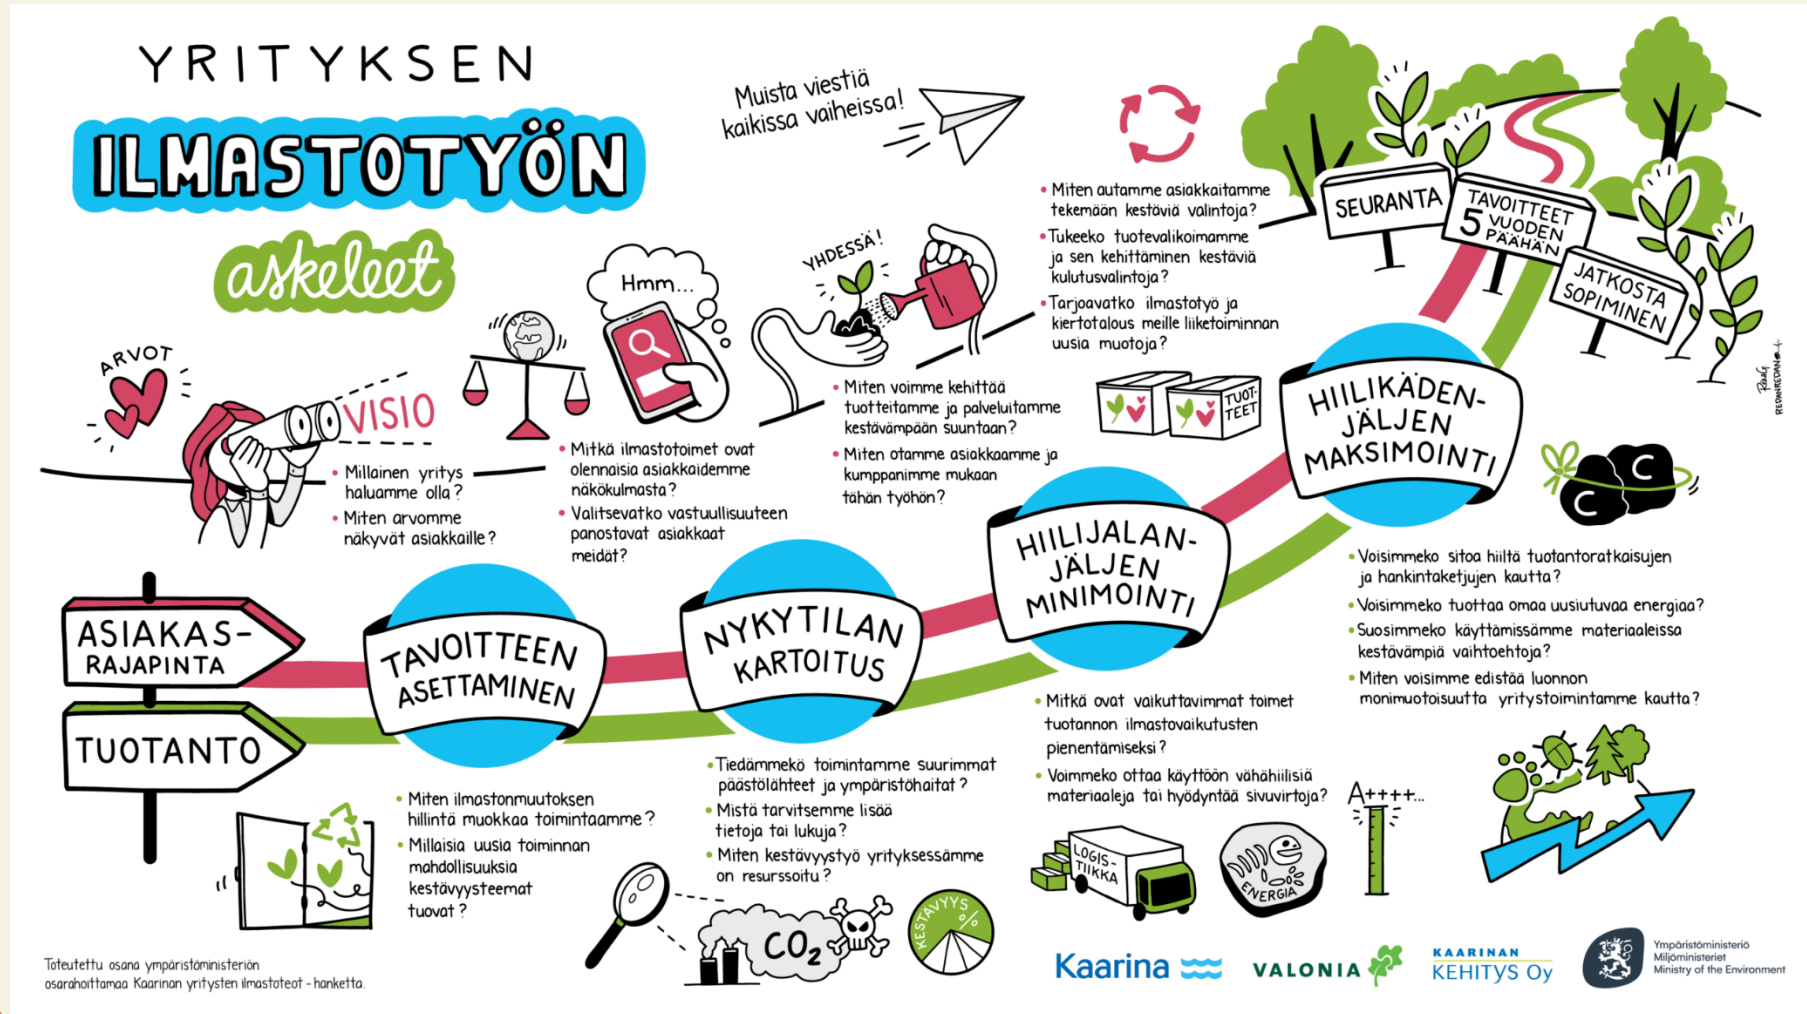 YRITYKSEN
ILMASTOTYÖN
askeleet
Muista viestiä
kaikissa vaiheissa!
ARVOT
VISIO
• Millainen yritys
haluamme olla?
• Miten arvomme
näkyvät asiakkaille?
Hmm...
• Mitkä ilmastotoimet ovat
olennaisia asiakkaidemme
näkökulmasta?
• Valitsevatko vastuullisuuteen
panostavat asiakkaat
meidät?
YHDESSÄ!
• Miten voimme kehittää
tuotteitamme ja palveluitamme
kestävämpään suuntaan?
• Miten otamme asiakkaamme ja
kumppanimme mukaan
tähän työhön?
• Miten autamme asiakkaitamme
tekemään kestäviä valintoja?
• Tukeeko tuotevalikoimamme
ja sen kehittäminen kestäviä
kulutusvalintoja?
• Tarjoavatko ilmastotyö ja
kiertotalous meille liiketoiminnan
uusia muotoja?
TUOT-
TEET
SEURANTA
TAVOITTEET
5 VUODEN
PÄÄHÄN
JATKOSTA
SOPIMINEN
REDANREDAN
ASIAKAS-
RAJAPINTA
TUOTANTO
TAVOITTEEN
ASETTAMINEN
NYKYTILAN
KARTOITUS
HIILIJALAN-
JÄLJEN
MINIMOINTI
HIILIKÄDEN-
JÄLJEN
MAKSIMOINTI
C
C
• Miten ilmastonmuutoksen
hillintä muokkaa toimintaamme?
• Millaisia uusia toiminnan
mahdollisuuksia
kestävyysteemat
tuovat?
• Tiedämmekö toimintamme suurimmat
päästölähteet ja ympäristöhaitat?
• Mistä tarvitsemme lisää
tietoja tai lukuja?
• Miten kestävyystyö yrityksessämme
on resurssoitu?
CO2
KESTÄVYYS
%
• Mitkä ovat vaikuttavimmat toimet
tuotannon ilmastovaikutusten
pienentämiseksi?
• Voimmeko ottaa käyttöön vähähiilisiä
materiaaleja tai hyödyntää sivuvirtoja?
LOGIS-
TIIKKA
ENERGIA
A++++...
• Voisimmeko sitoa hiiltä tuotantoratkaisujen
ja hankintaketjujen kautta?
• Voisimmeko tuottaa omaa uusiutuvaa energiaa?
• Suosimmeko käyttämissämme materiaaleissa
kestävämpiä vaihtoehtoja?
• Miten voisimme edistää luonnon
monimuotoisuutta yritystoimintamme kautta?
Toteutettu osana ympäristöministeriön
osarahoittamaa Kaarinan yritysten ilmastoteot -hanketta.
Kaarina
VALONIA
KAARINAN
KEHITYS Oy
Ympäristöministeriö
Miljöministeriet
Ministry of the Environment